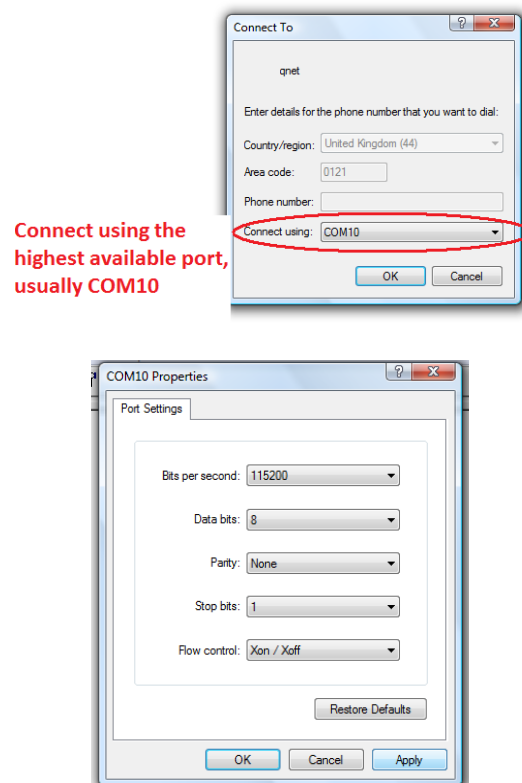 Connect To
qnet
Enter details for the phone number that you want to dial:
Country/region: United Kingdom (44)
Area code: 0121
Phone number:
Connect using: COM10
OK Cancel
Connect using the
highest available port,
usually COM10
COM10 Properties
Port Settings
Bits per second: 115200
Data bits: 8
Parity: None
Stop bits: 1
Flow control: Xon / Xoff
Restore Defaults
OK Cancel Apply